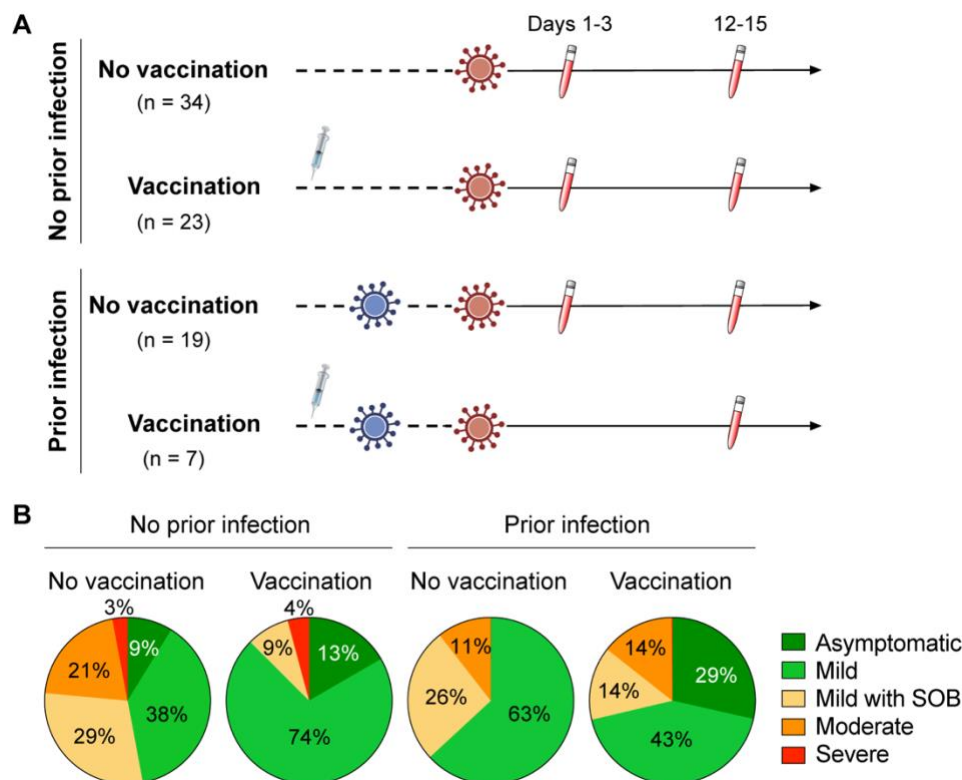 A
Days 1-3
12-15
No prior infection
No vaccination
(n = 34)
Vaccination
(n = 23)
Prior infection
No vaccination
(n = 19)
Vaccination
(n = 7)
B
No prior infection
Prior infection
No vaccination
Vaccination
No vaccination
Vaccination
3%
9%
38%
29%
21%
4%
13%
74%
9%
11%
63%
26%
14%
29%
43%
14%
Asymptomatic
Mild
Mild with SOB
Moderate
Severe